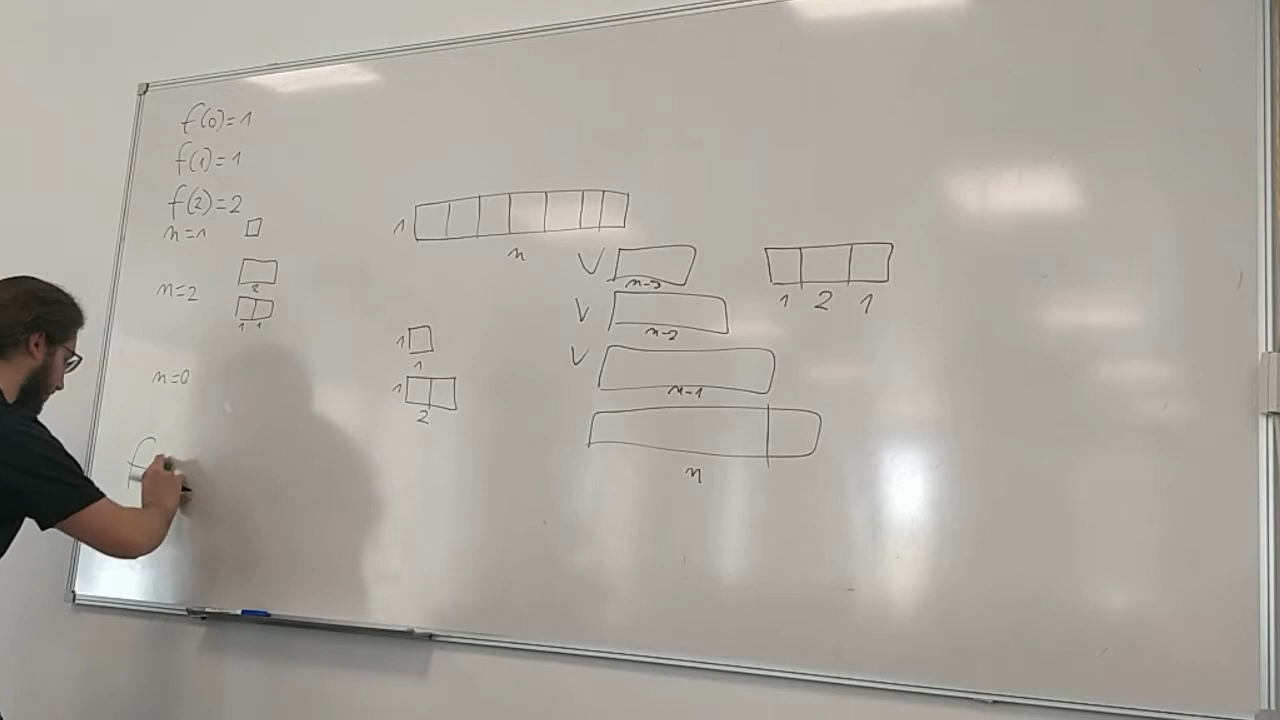 f(0)=1
f(1)=1
f(2)=2
n=1
n=2
2
1 1
n=0
f
1
n
1
1
1
2
V
n-3
V
n-2
V
n-1
n
1 2 1